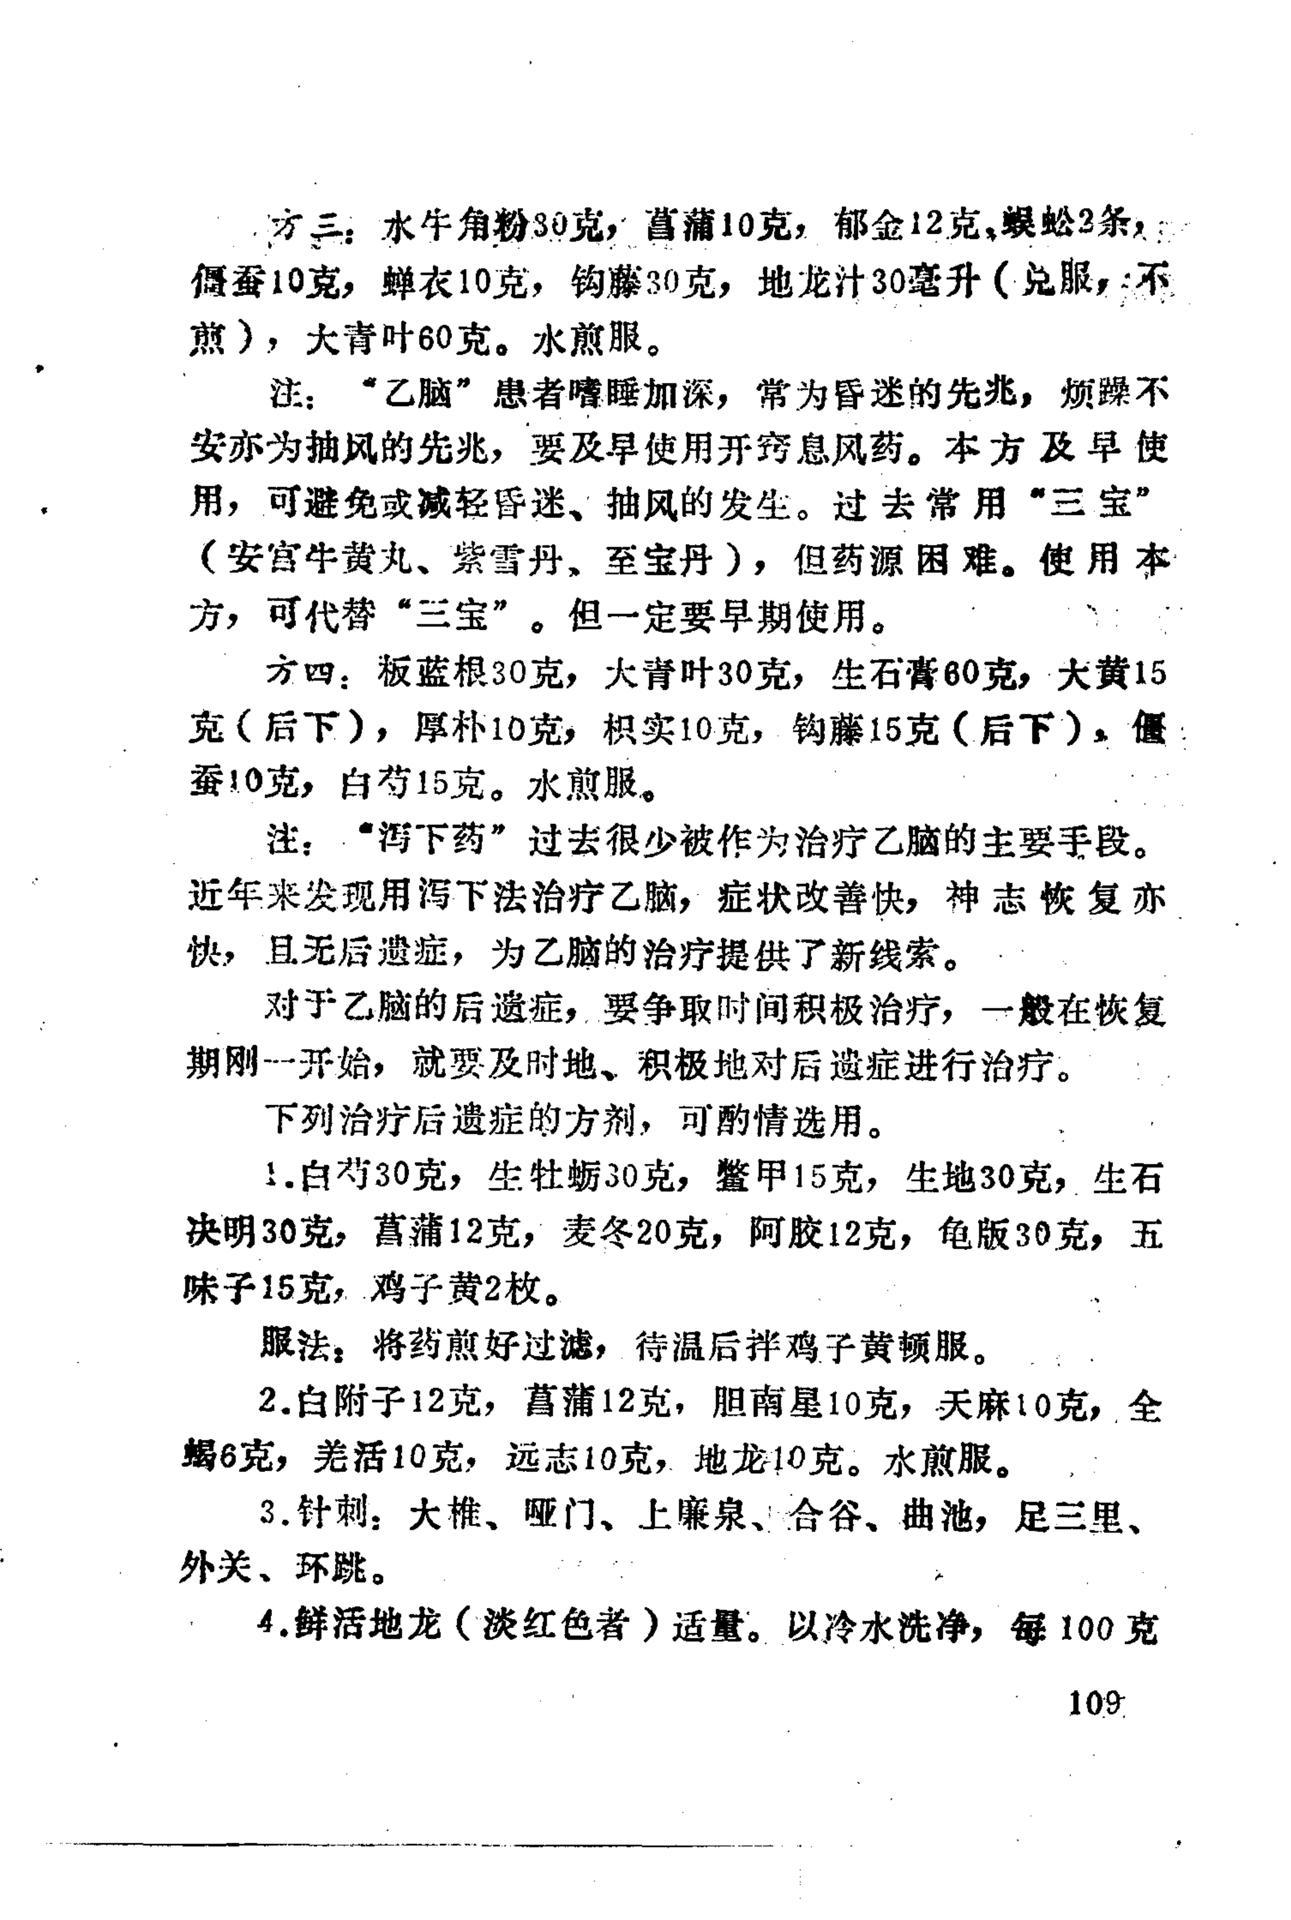 方三：水牛角粉30克，菖蒲10克，郁金12克、蜈蚣2条，
僵蚕10克，蝉衣10克，钩藤30克，地龙汁30毫升（兑服，不
煎），大青叶60克。水煎服。
注：“乙脑”患者嗜睡加深，常为昏迷的先兆，烦躁不
安亦为抽风的先兆，要及早使用开窍息风药。本方及早使
用，可避免或减轻昏迷、抽风的发生。过去常用“三宝”
（安宫牛黄丸、紫雪丹、至宝丹），但药源困难。使用本
方，可代替“三宝”。但一定要早期使用。
方四：板蓝根30克，大青叶30克，生石膏60克，大黄15
克（后下），厚朴10克，枳实10克，钩藤15克（后下），僵
蚕10克，白芍15克。水煎服。
注：“泻下药”过去很少被作为治疗乙脑的主要手段。
近年来发现用泻下法治疗乙脑，症状改善快，神志恢复亦
快，且无后遗症，为乙脑的治疗提供了新线索。
对于乙脑的后遗症，要争取时间积极治疗，一般在恢复
期刚一开始，就要及时地、积极地对后遗症进行治疗。
下列治疗后遗症的方剂，可酌情选用。
1.白芍30克，生牡蛎30克，鳖甲15克，生地30克，生石
决明30克，菖蒲12克，麦冬20克，阿胶12克，龟版30克，五
味子15克，鸡子黄2枚。
服法：将药煎好过滤，待温后拌鸡子黄顿服。
2.白附子12克，菖蒲12克，胆南星10克，天麻10克，全
蝎6克，羌活10克，远志10克，地龙10克。水煎服。
3.针刺：大椎、哑门、上廉泉、合谷、曲池，足三里、
外关、环跳。
4.鲜活地龙（淡红色者）适量。以冷水洗净，每100克
109